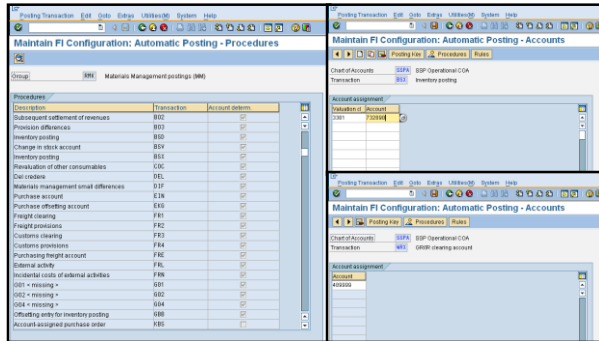 Posting Transaction Edit Goto Extras Utilities(M) System Help
Maintain FI Configuration: Automatic Posting - Procedures
Group RMK Materials Management postings (MM)
Procedures
Description Transaction Account determ.
Subsequent settlement of revenues BO2
Provision differences BO3
Inventory posting BSD
Change in stock account BSV
Inventory posting BSX
Revaluation of other consumables COC
Del credere DEL
Materials management small differences DIF
Purchase account EIN
Purchase offsetting account EKG
Freight clearing FR1
Freight provisions FR2
Customs clearing FR3
Customs provisions FR4
Purchasing freight account FRE
External activity FRL
Incidental costs of external activities FRN
G01 < missing > G01
G02 < missing > G02
G04 < missing > G04
Offsetting entry for inventory posting GBB
Account-assigned purchase order KBS
Posting Transaction Edit Goto Extras Utilities(M) System Help
Maintain FI Configuration: Automatic Posting - Accounts
Posting Key Procedures Rules
Chart of Accounts SSPA SSP Operational COA
Transaction BSX Inventory posting
Account assignment
Valuation cl Account
3301
Posting Transaction Edit Goto Extras Utilities(M) System Help
Maintain FI Configuration: Automatic Posting - Accounts
Posting Key Procedures Rules
Chart of Accounts SSPA SSP Operational COA
Transaction WRX GR/IR clearing account
Account assignment
Account
499999